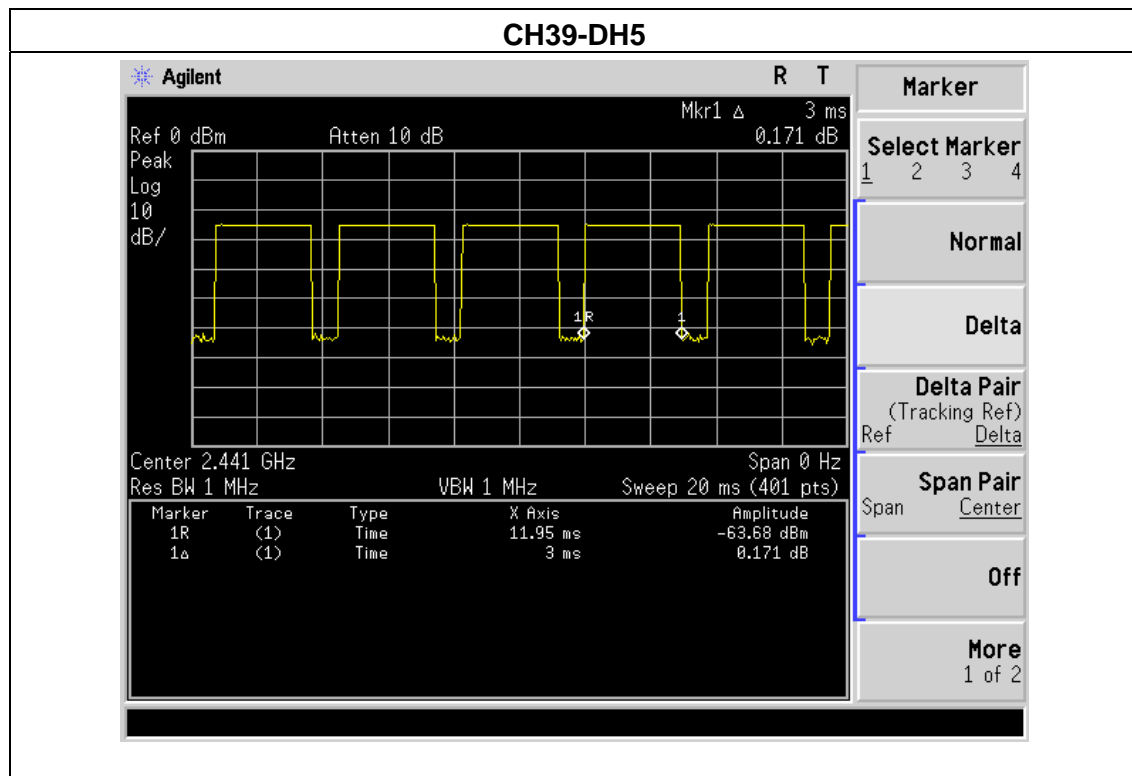 CH39-DH5
Agilent R T
Mkr1 Δ 3 ms
Ref 0 dBm Atten 10 dB 0.171 dB
Peak
Log
10
dB/
1R 1
Center 2.441 GHz Span 0 Hz
Res BW 1 MHz VBW 1 MHz Sweep 20 ms (401 pts)
Marker Trace Type X Axis Amplitude
1R (1) Time 11.95 ms -63.68 dBm
1Δ (1) Time 3 ms 0.171 dB
Marker
Select Marker
1 2 3 4
Normal
Delta
Delta Pair
(Tracking Ref)
Ref Delta
Span Pair
Span Center
Off
More
1 of 2